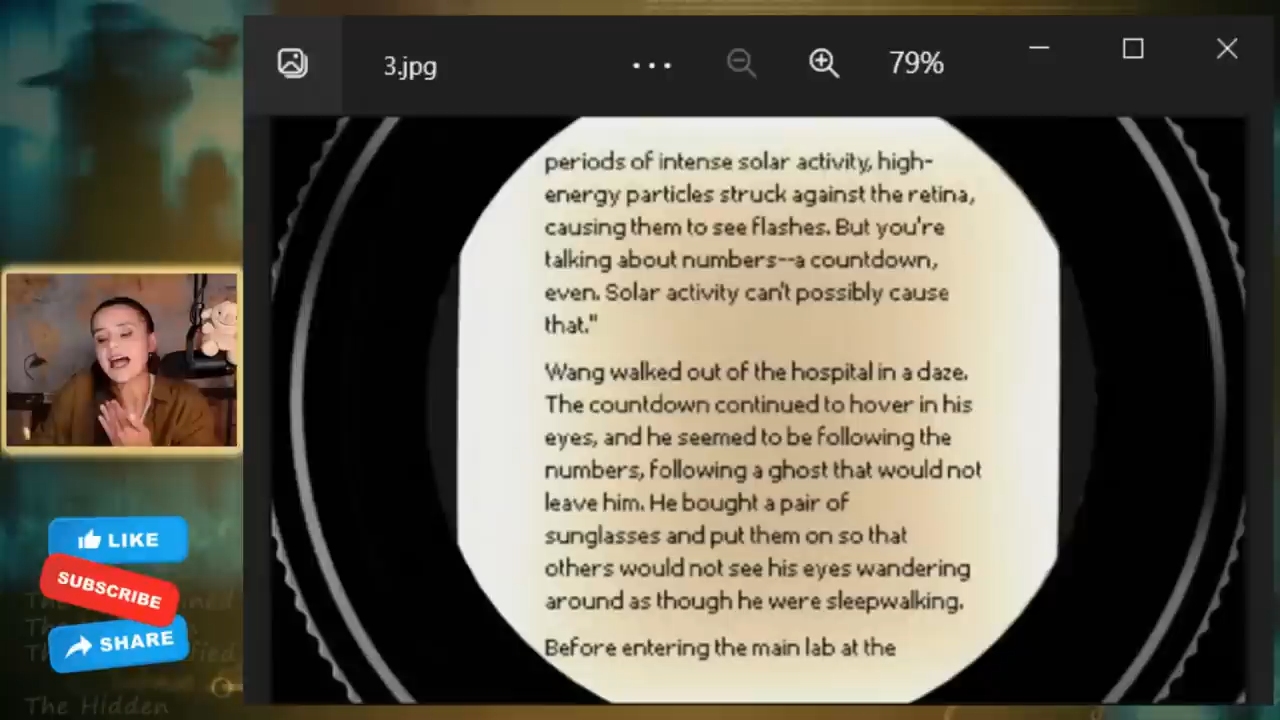 3.jpg
...
79%
periods of intense solar activity, high-
energy particles struck against the retina,
causing them to see flashes. But you're
talking about numbers--a countdown,
even. Solar activity can't possibly cause
that."
Wang walked out of the hospital in a daze.
The countdown continued to hover in his
eyes, and he seemed to be following the
numbers, following a ghost that would not
leave him. He bought a pair of
sunglasses and put them on so that
others would not see his eyes wandering
around as though he were sleepwalking.
Before entering the main lab at the
LIKE
SUBSCRIBE
SHARE
The Hidden